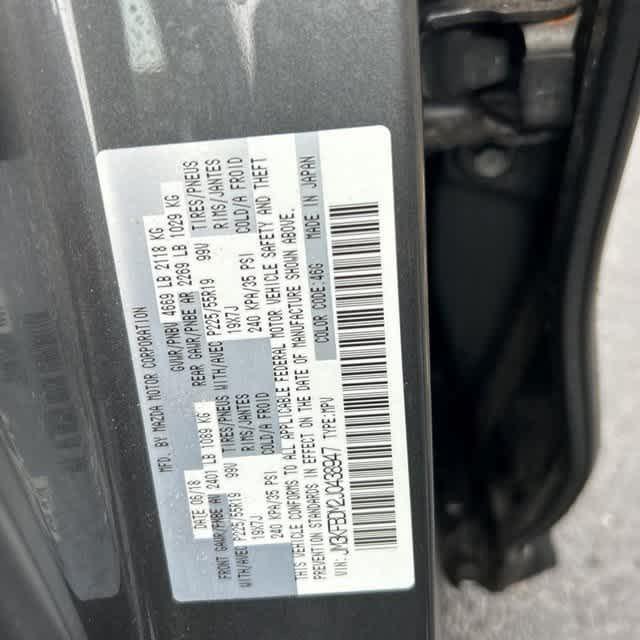 MFD. BY MAZDA MOTOR CORPORATION
DATE 06/18 GVWR/PNBV 4669 LB 2118 KG
FRONT GAWR/PNBE AV 2401 LB 1089 KG REAR GAWR/PNBE AR 2269 LB 1029 KG
WITH/AVEC P225/55R19 99V TIRES/PNEUS WITH/AVEC P225/55R19 99V TIRES/PNEUS
19X7J RIMS/JANTES 19X7J RIMS/JANTES
240 KPA/35 PSI COLD/A FROID 240 KPA/35 PSI COLD/A FROID
THIS VEHICLE CONFORMS TO ALL APPLICABLE FEDERAL MOTOR VEHICLE SAFETY AND THEFT
PREVENTION STANDARDS IN EFFECT ON THE DATE OF MANUFACTURE SHOWN ABOVE.
COLOR CODE:46G MADE IN JAPAN
VIN: JM3KFBDM2J0438947 TYPE:MPV